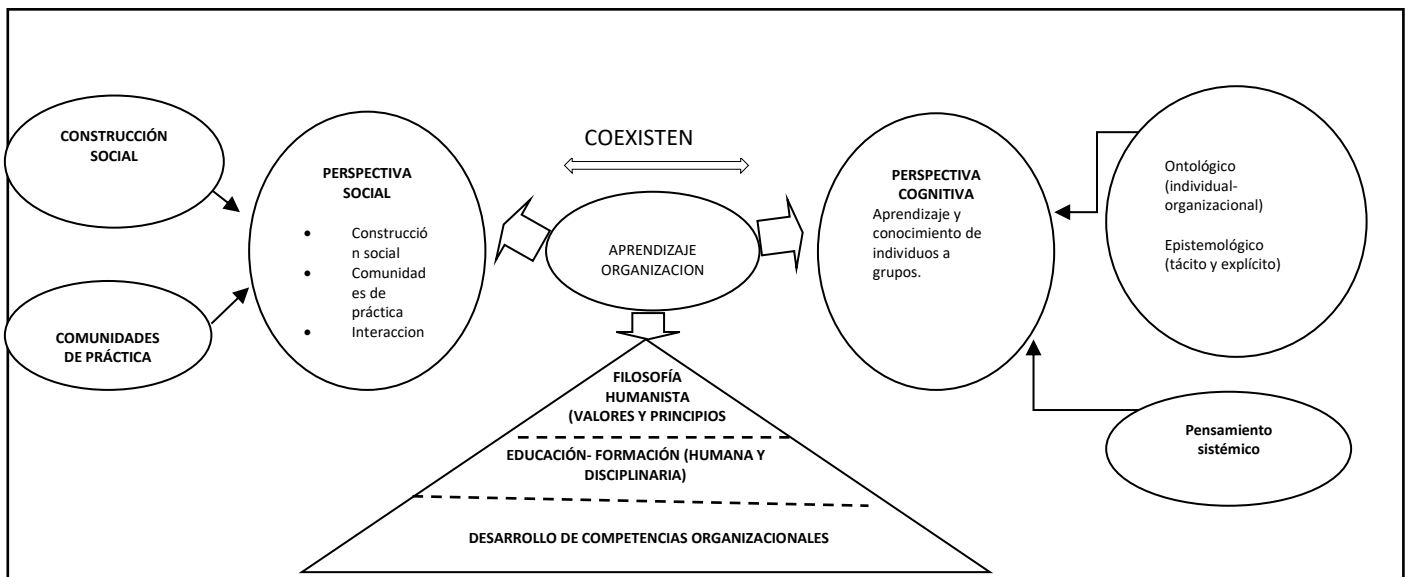 CONSTRUCCIÓN
SOCIAL
COMUNIDADES
DE PRÁCTICA
PERSPECTIVA
SOCIAL
• Construcció
n social
• Comunidad
es de
práctica
• Interaccion
COEXISTEN
APRENDIZAJE
ORGANIZACION
PERSPECTIVA
COGNITIVA
Aprendizaje y
conocimiento de
individuos a
grupos.
Ontológico
(individual-
organizacional)
Epistemológico
(tácito y explícito)
Pensamiento
sistémico
FILOSOFÍA
HUMANISTA
(VALORES Y PRINCIPIOS
EDUCACIÓN- FORMACIÓN (HUMANA Y
DISCIPLINARIA)
DESARROLLO DE COMPETENCIAS ORGANIZACIONALES